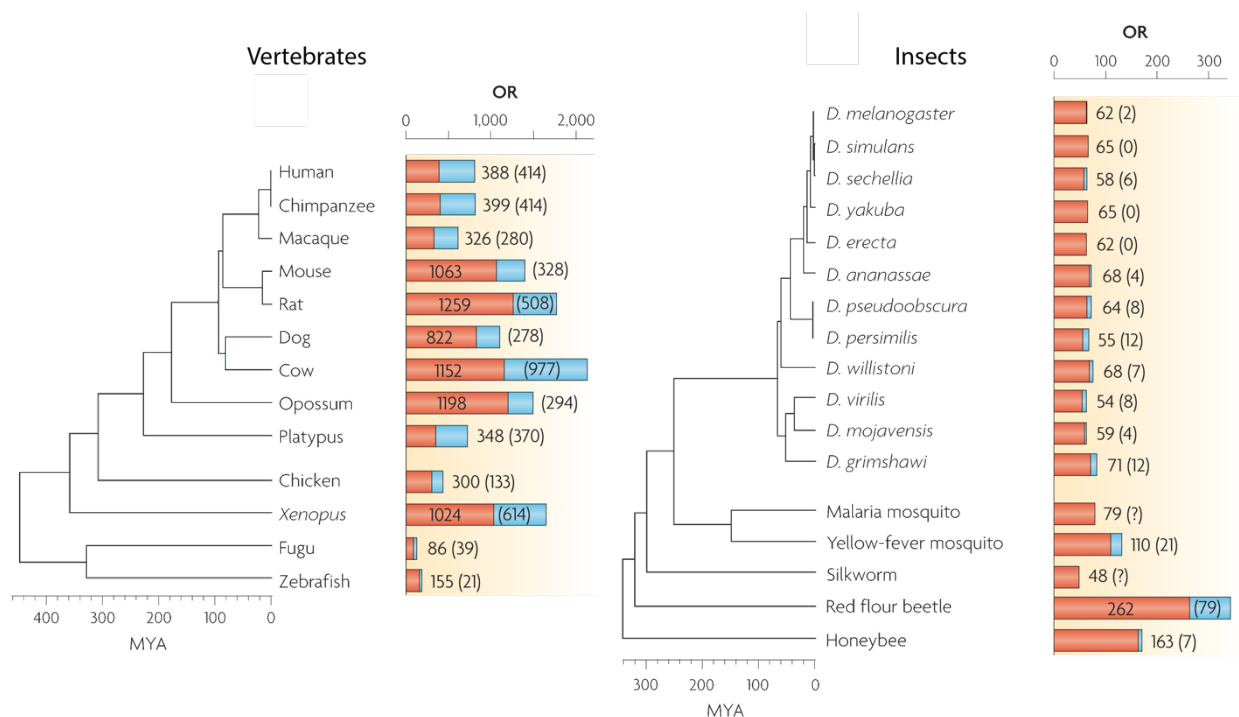 Vertebrates
OR
0 1,000 2,000
Human 388 (414)
Chimpanzee 399 (414)
Macaque 326 (280)
Mouse 1063 (328)
Rat 1259 (508)
Dog 822 (278)
Cow 1152 (977)
Opossum 1198 (294)
Platypus 348 (370)
Chicken 300 (133)
Xenopus 1024 (614)
Fugu 86 (39)
Zebrafish 155 (21)
400 300 200 100 0
MYA
Insects
OR
0 100 200 300
D. melanogaster 62 (2)
D. simulans 65 (0)
D. sechellia 58 (6)
D. yakuba 65 (0)
D. erecta 62 (0)
D. ananassae 68 (4)
D. pseudoobscura 64 (8)
D. persimilis 55 (12)
D. willistoni 68 (7)
D. virilis 54 (8)
D. mojavensis 59 (4)
D. grimshawi 71 (12)
Malaria mosquito 79 (?)
Yellow-fever mosquito 110 (21)
Silkworm 48 (?)
Red flour beetle 262 (79)
Honeybee 163 (7)
300 200 100 0
MYA